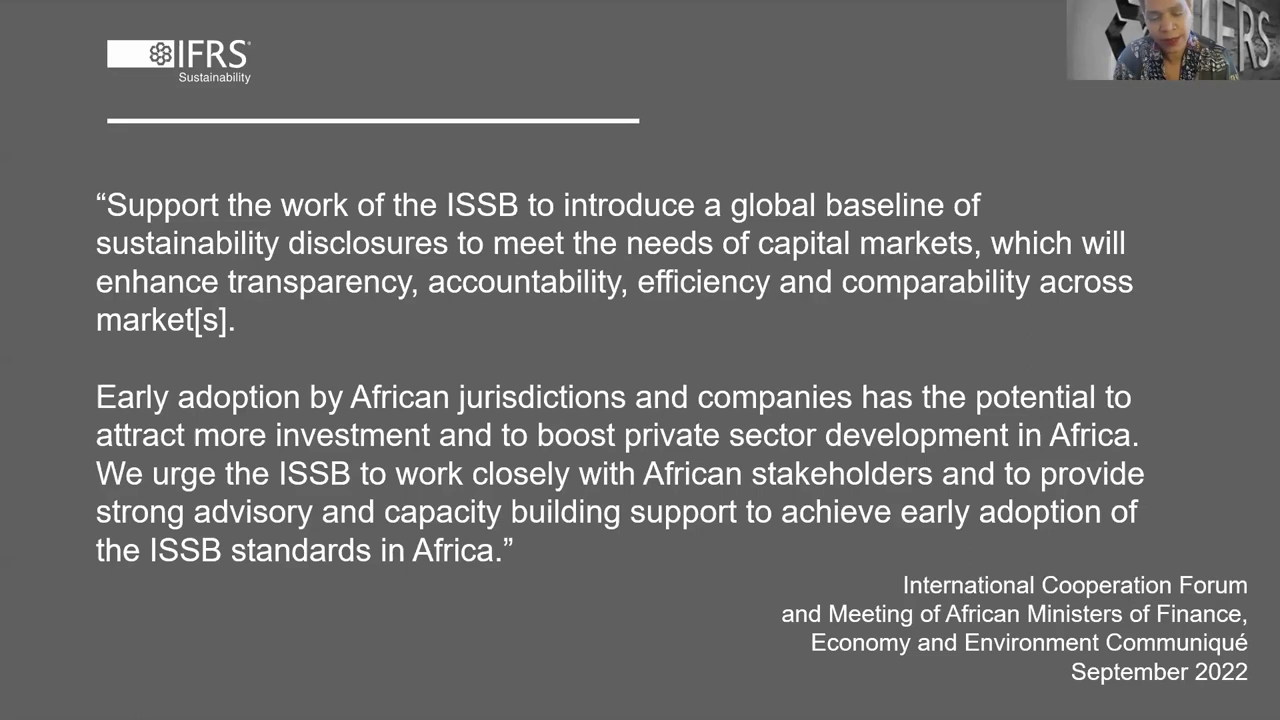 IFRS®
Sustainability
IFRS
“Support the work of the ISSB to introduce a global baseline of
sustainability disclosures to meet the needs of capital markets, which will
enhance transparency, accountability, efficiency and comparability across
market[s].
Early adoption by African jurisdictions and companies has the potential to
attract more investment and to boost private sector development in Africa.
We urge the ISSB to work closely with African stakeholders and to provide
strong advisory and capacity building support to achieve early adoption of
the ISSB standards in Africa.”
International Cooperation Forum
and Meeting of African Ministers of Finance,
Economy and Environment Communiqué
September 2022